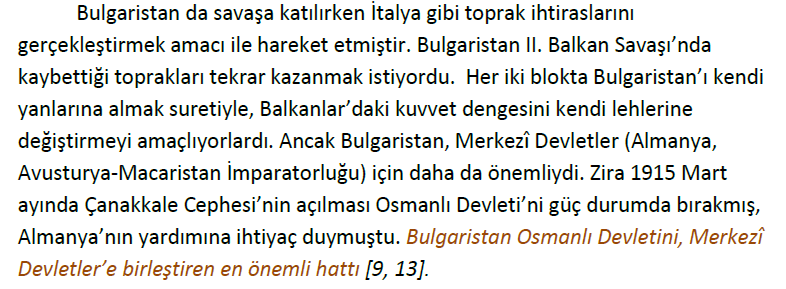 Bulgaristan da savaşa katılırken İtalya gibi toprak ihtiraslarını
gerçekleştirmek amacı ile hareket etmiştir. Bulgaristan II. Balkan Savaşı’nda
kaybettiği toprakları tekrar kazanmak istiyordu.  Her iki blokta Bulgaristan’ı kendi
yanlarına almak suretiyle, Balkanlar’daki kuvvet dengesini kendi lehlerine
değiştirmeyi amaçlıyorlardı. Ancak Bulgaristan, Merkezî Devletler (Almanya,
Avusturya-Macaristan İmparatorluğu) için daha da önemliydi. Zira 1915 Mart
ayında Çanakkale Cephesi’nin açılması Osmanlı Devleti’ni güç durumda bırakmış,
Almanya’nın yardımına ihtiyaç duymuştu. Bulgaristan Osmanlı Devletini, Merkezî
Devletler’e birleştiren en önemli hattı [9, 13].